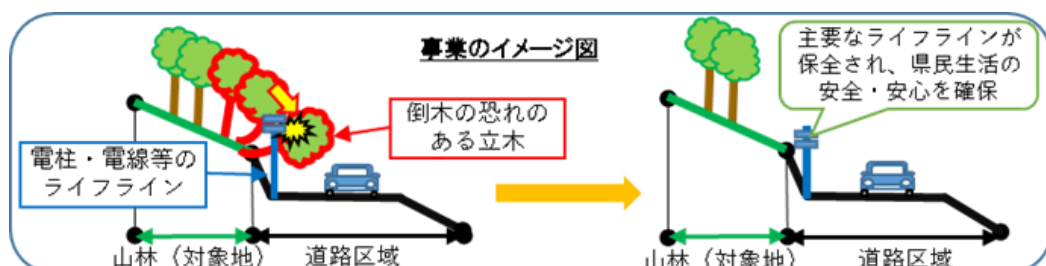 事業のイメージ図
主要なライフラインが
保全され、県民生活の
安全・安心を確保
倒木の恐れの
ある立木
電柱・電線等の
ライフライン
山林（対象地）
道路区域
山林（対象地）
道路区域